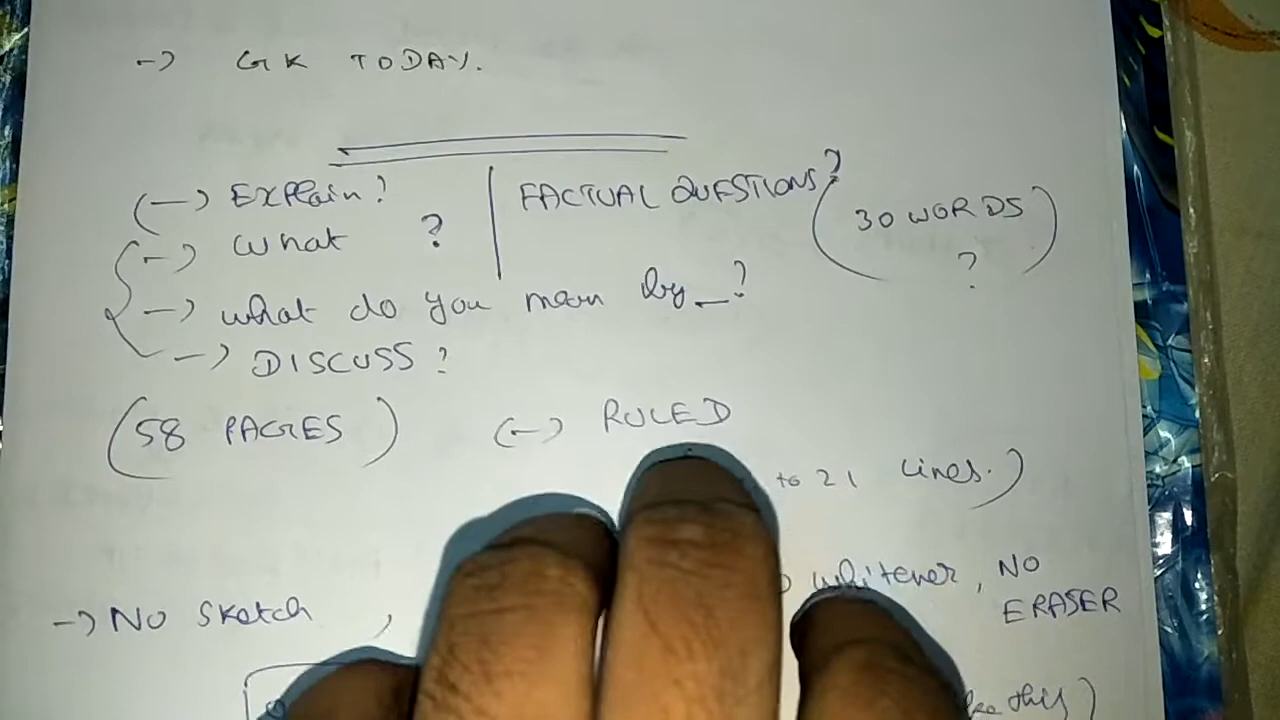 -> GK TODAY.
(-> Explain? | FACTUAL QUESTIONS?
-> What ? (30 WORDS ?)
-> what do you mean by_?
-> DISCUSS?
(58 PAGES) (-> RULED
to 21 lines.)
-> NO Sketch , whitener, NO ERASER